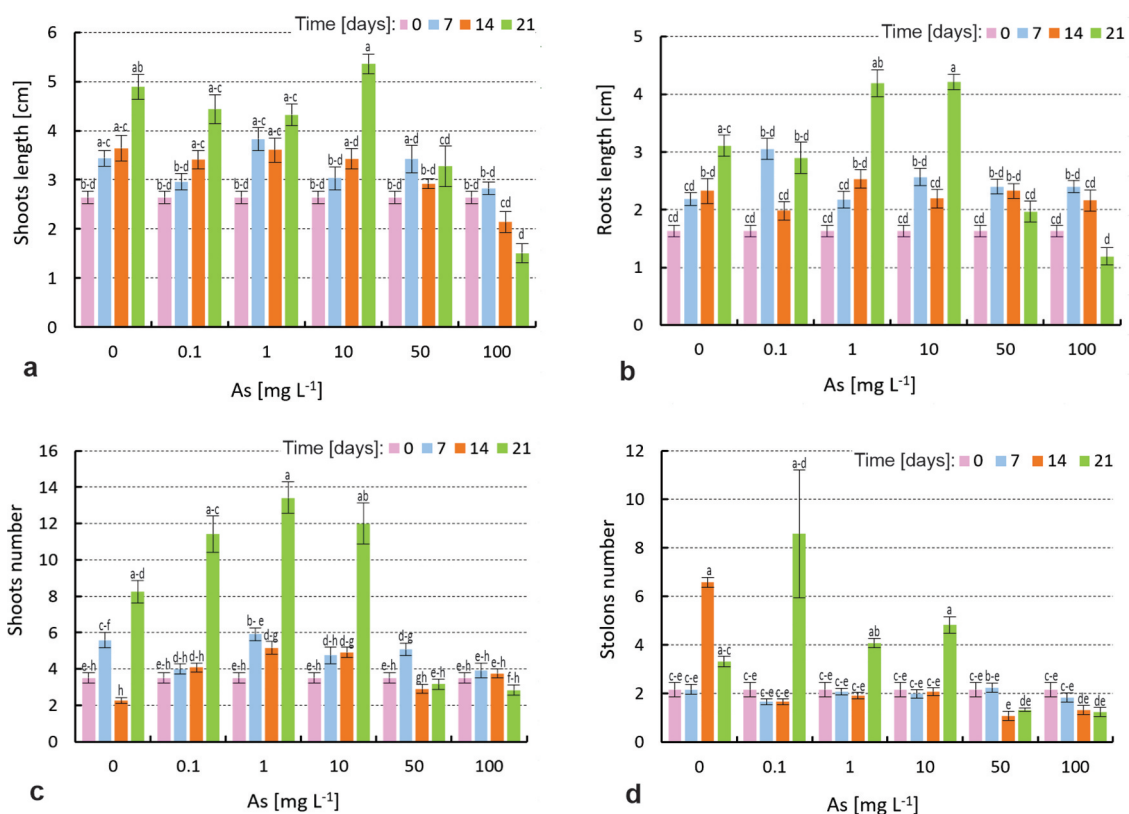 Time [days]: 0 7 14 21
6
5
4
3
2
1
0
Shoots length [cm]
b-d a-c a-c ab b-d b-d a-c a-c b-d a-c a-c a-c b-d b-d a-d a b-d a-d b-d cd b-d b-d cd d
0 0.1 1 10 50 100
a
As [mg L⁻¹]
Time [days]: 0 7 14 21
5
4
3
2
1
0
Roots length [cm]
cd cd b-d a-c cd b-d cd b-d cd cd b-d ab cd b-d cd a cd b-d b-d cd cd b-d b-d d
0 0.1 1 10 50 100
b
As [mg L⁻¹]
Time [days]: 0 7 14 21
16
14
12
10
8
6
4
2
0
Shoots number
e-h c-f h a-d e-h d-h d-h a-c e-h b- e d-g a e-h d-h d-g ab e-h d-g gh e-h e-h e-h e-h f-h
0 0.1 1 10 50 100
c
As [mg L⁻¹]
Time [days]: 0 7 14 21
12
10
8
6
4
2
0
Stolons number
c-e c-e a a-c c-e c-e c-e a-d c-e c-e c-e ab c-e c-e c-e a c-e b-c e de c-e c-e de de
0 0.1 1 10 50 100
d
As [mg L⁻¹]